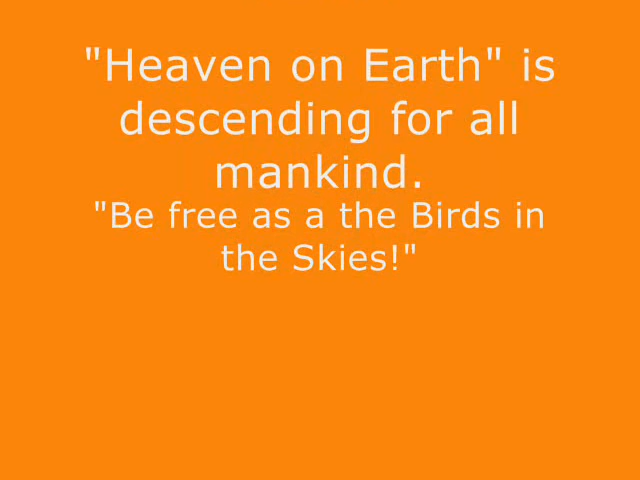 "Heaven on Earth" is
descending for all
mankind.
"Be free as a the Birds in
the Skies!"